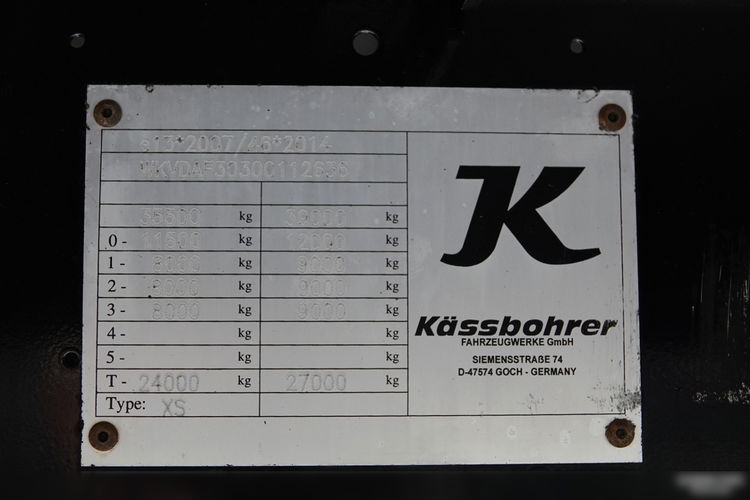 e13*2007/46*2014
WKVDAF30300112636
35500 kg 39000 kg
0 - 11500 kg 12000 kg
1 - 8000 kg 9000 kg
2 - 8000 kg 9000 kg
3 - 8000 kg 9000 kg
4 - kg kg
5 - kg kg
T - 24000 kg 27000 kg
Type: XS
K
Kässbohrer
FAHRZEUGWERKE GmbH
SIEMENSSTRAßE 74
D-47574 GOCH - GERMANY